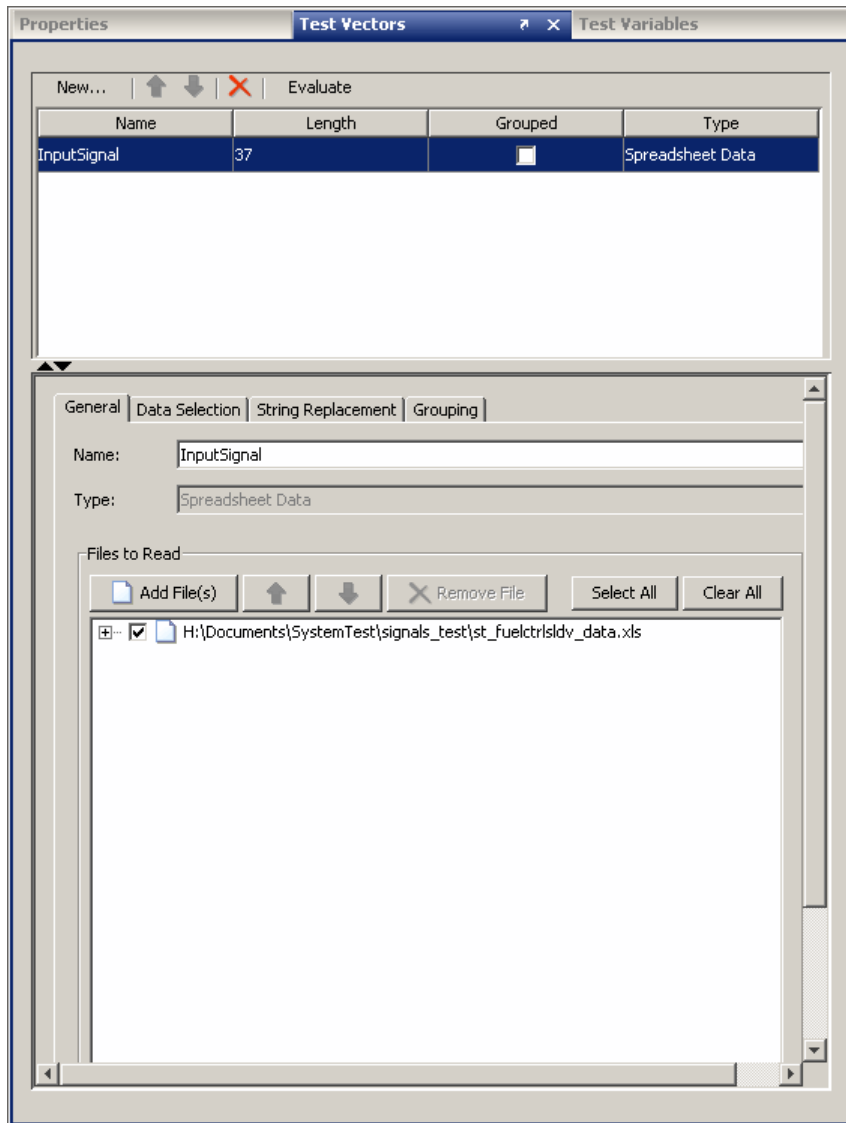 Properties Test Vectors Test Variables
New... Evaluate
Name Length Grouped Type
InputSignal 37 Spreadsheet Data
General Data Selection String Replacement Grouping
Name: InputSignal
Type: Spreadsheet Data
Files to Read
Add File(s) Remove File Select All Clear All
H:\Documents\SystemTest\signals_test\st_fuelctrlsldv_data.xls